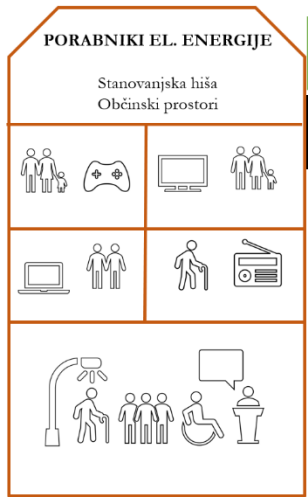 PORABNIKI EL. ENERGIJE
Stanovanjska hiša
Občinski prostori